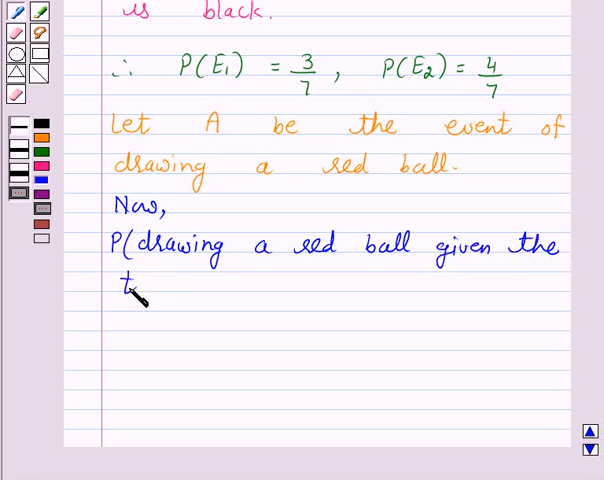 is black.
∴ P(E₁) = 3/7, P(E₂) = 4/7
Let A be the event of
drawing a red ball.
Now,
P(drawing a red ball given the
t